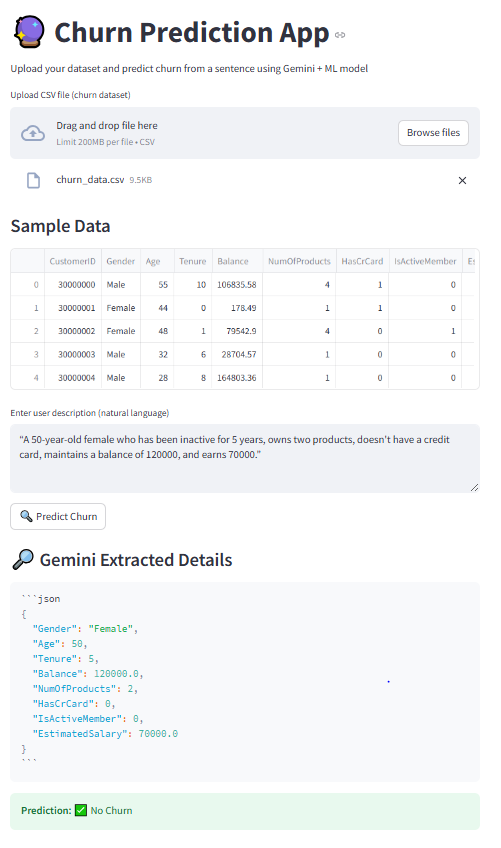 Churn Prediction App
Upload your dataset and predict churn from a sentence using Gemini + ML model
Upload CSV file (churn dataset)
Drag and drop file here
Limit 200MB per file • CSV
Browse files
churn_data.csv 9.5KB
Sample Data
CustomerID Gender Age Tenure Balance NumOfProducts HasCrCard IsActiveMember Es
0 30000000 Male 55 10 106835.58 4 1 0
1 30000001 Female 44 0 178.49 1 1 0
2 30000002 Female 48 1 79542.9 4 0 1
3 30000003 Male 32 6 28704.57 1 0 0
4 30000004 Male 28 8 164803.36 1 0 0
Enter user description (natural language)
“A 50-year-old female who has been inactive for 5 years, owns two products, doesn't have a credit
card, maintains a balance of 120000, and earns 70000.”
Predict Churn
Gemini Extracted Details
```json
{
"Gender": "Female",
"Age": 50,
"Tenure": 5,
"Balance": 120000.0,
"NumOfProducts": 2,
"HasCrCard": 0,
"IsActiveMember": 0,
"EstimatedSalary": 70000.0
}
```
Prediction: ✅ No Churn